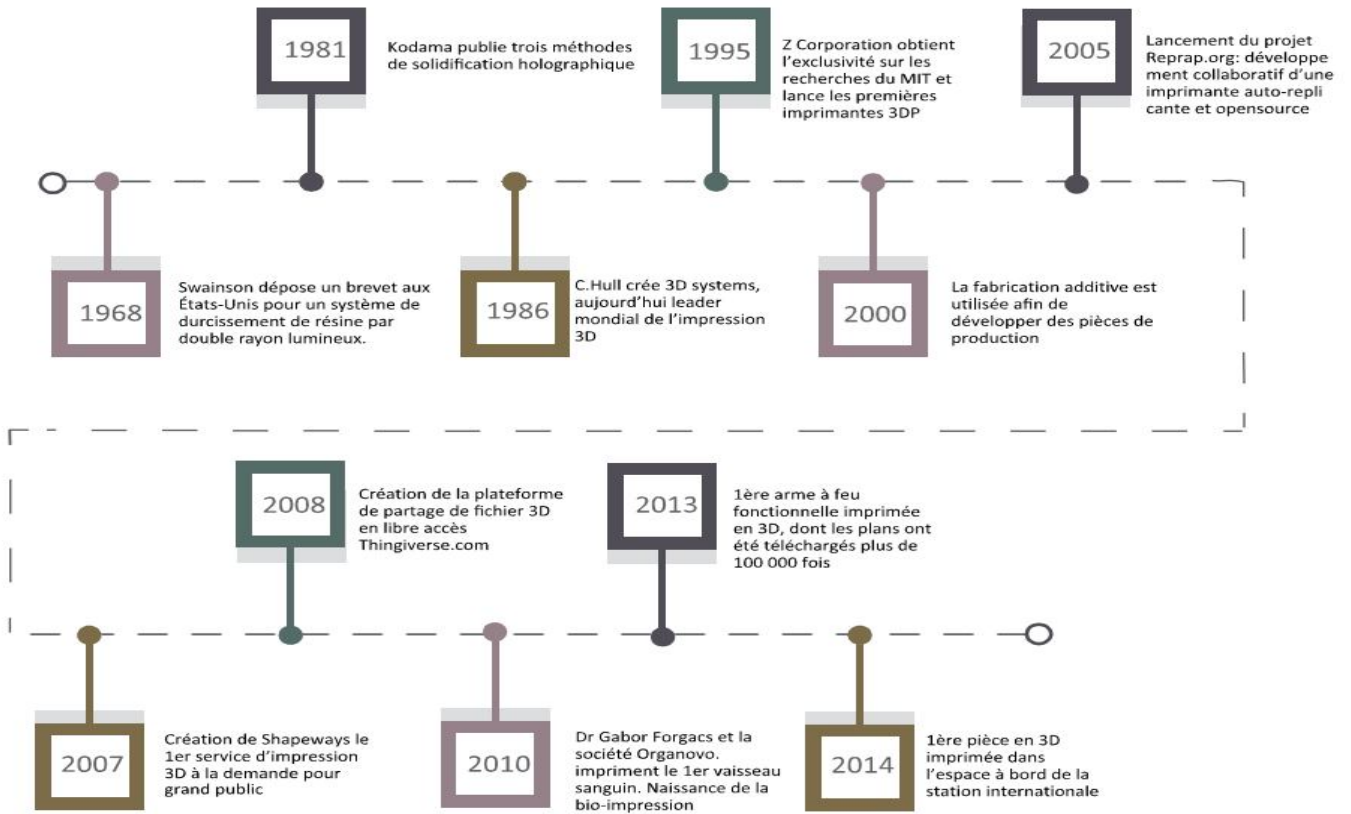 1981
Kodama publie trois méthodes
de solidification holographique
1995
Z Corporation obtient
l'exclusivité sur les
recherches du MIT et
lance les premières
imprimantes 3DP
2005
Lancement du projet
Reprap.org: développe
ment collaboratif d'une
imprimante auto-repli
cante et opensource
1968
Swainson dépose un brevet aux
États-Unis pour un système de
durcissement de résine par
double rayon lumineux.
1986
C.Hull crée 3D systems,
aujourd'hui leader
mondial de l'impression
3D
2000
La fabrication additive est
utilisée afin de
développer des pièces de
production
2008
Création de la plateforme
de partage de fichier 3D
en libre accès
Thingiverse.com
2013
1ère arme à feu
fonctionnelle imprimée
en 3D, dont les plans ont
été téléchargés plus de
100 000 fois
2007
Création de Shapeways le
1er service d'impression
3D à la demande pour
grand public
2010
Dr Gabor Forgacs et la
société Organovo.
impriment le 1er vaisseau
sanguin. Naissance de la
bio-impression
2014
1ère pièce en 3D
imprimée dans
l'espace à bord de la
station internationale